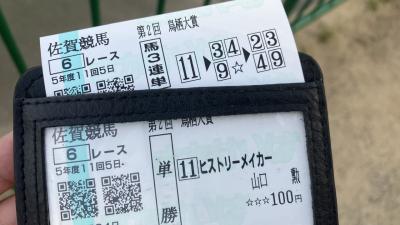 佐賀競馬
第2回 鳥栖大賞
6レース
5年度11回5日
馬3連単
11▶34▶23
9☆ 49
佐賀競馬
第2回 鳥栖大賞
6レース
5年度11回5日
単勝
11ヒストリーメイカー
山口 勲
☆☆☆100円